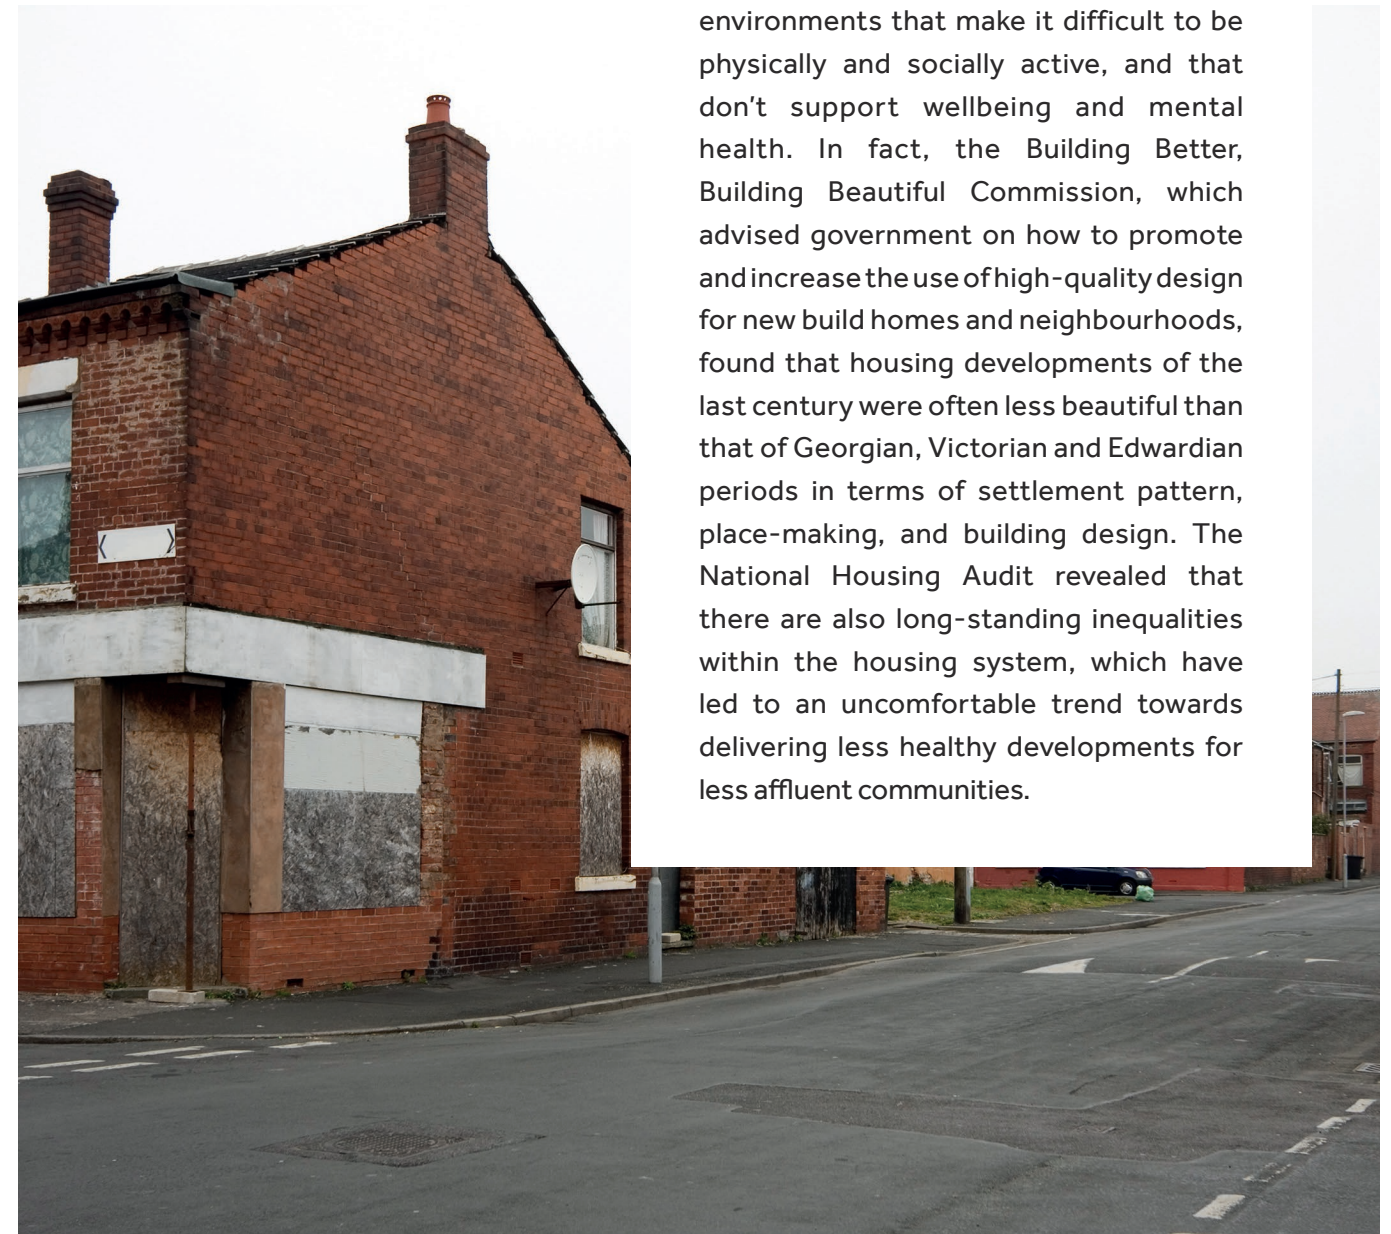 environments that make it difficult to be
physically and socially active, and that
don't support wellbeing and mental
health. In fact, the Building Better,
Building Beautiful Commission, which
advised government on how to promote
and increase the use of high-quality design
for new build homes and neighbourhoods,
found that housing developments of the
last century were often less beautiful than
that of Georgian, Victorian and Edwardian
periods in terms of settlement pattern,
place-making, and building design. The
National Housing Audit revealed that
there are also long-standing inequalities
within the housing system, which have
led to an uncomfortable trend towards
delivering less healthy developments for
less affluent communities.